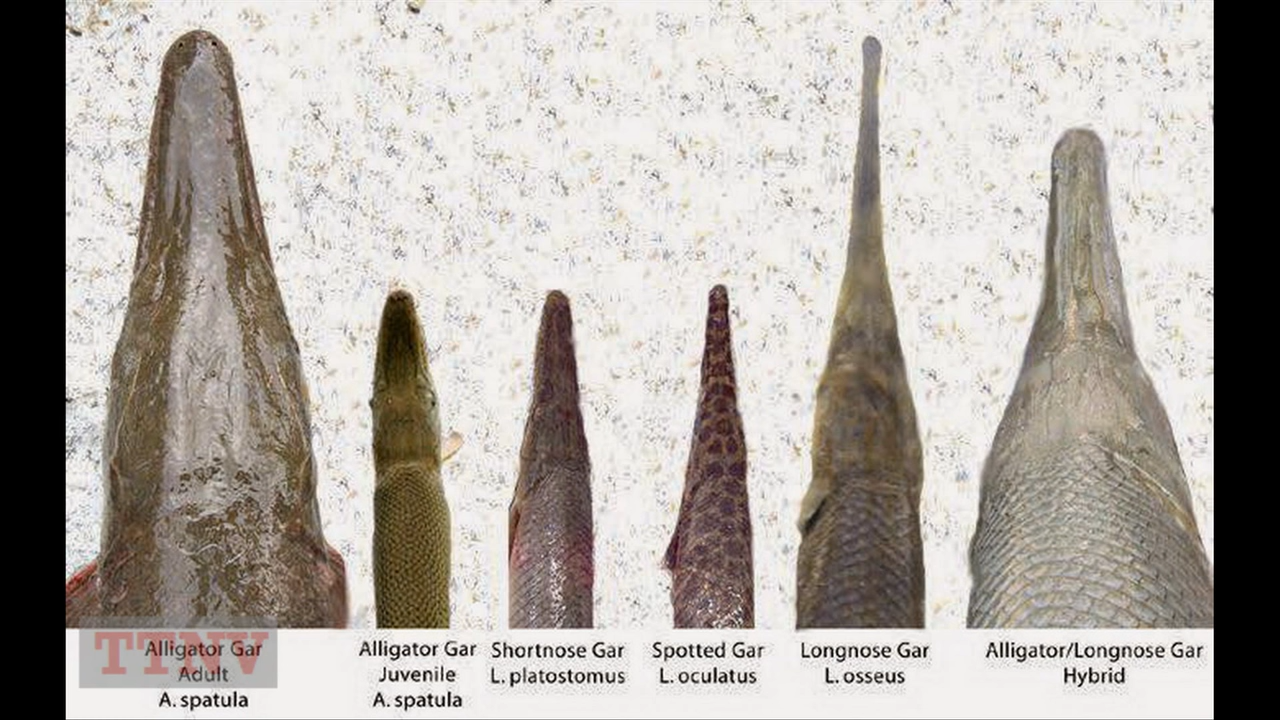 Alligator Gar
Adult
A. spatula
Alligator Gar
Juvenile
A. spatula
Shortnose Gar
L. platostomus
Spotted Gar
L. oculatus
Longnose Gar
L. osseus
Alligator/Longnose Gar
Hybrid
TTNV